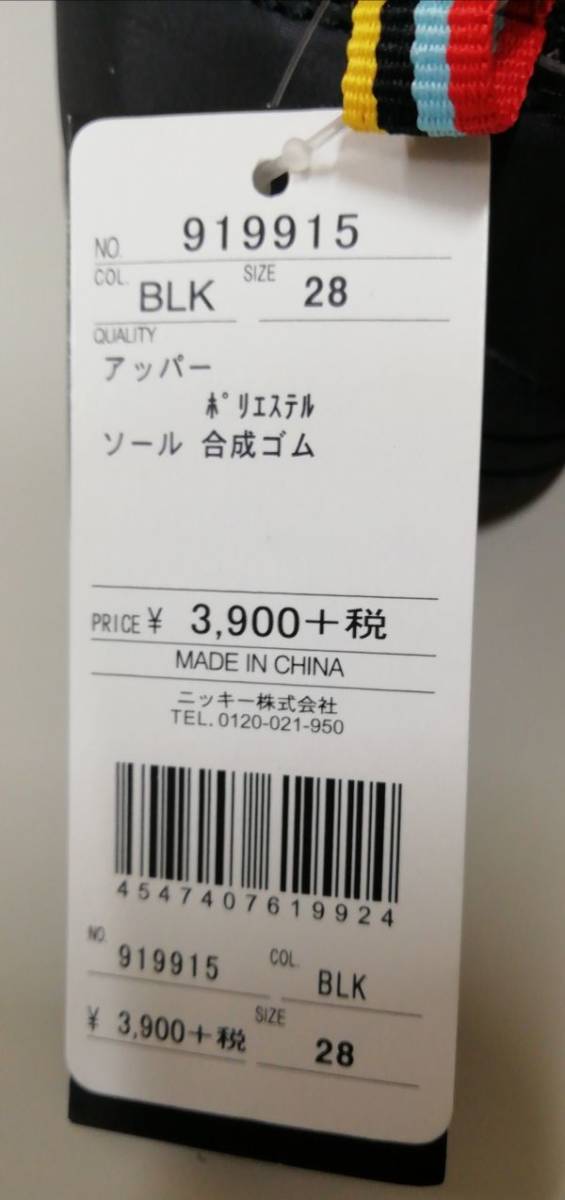 NO. 919915
COL. BLK SIZE 28
QUALITY
アッパー
ﾎﾟﾘｴｽﾃﾙ
ソール 合成ゴム
PRICE ¥ 3,900+税
MADE IN CHINA
ニッキー株式会社
TEL. 0120-021-950
4547407619924
NO. 919915 COL. BLK
¥ 3,900+税 SIZE 28